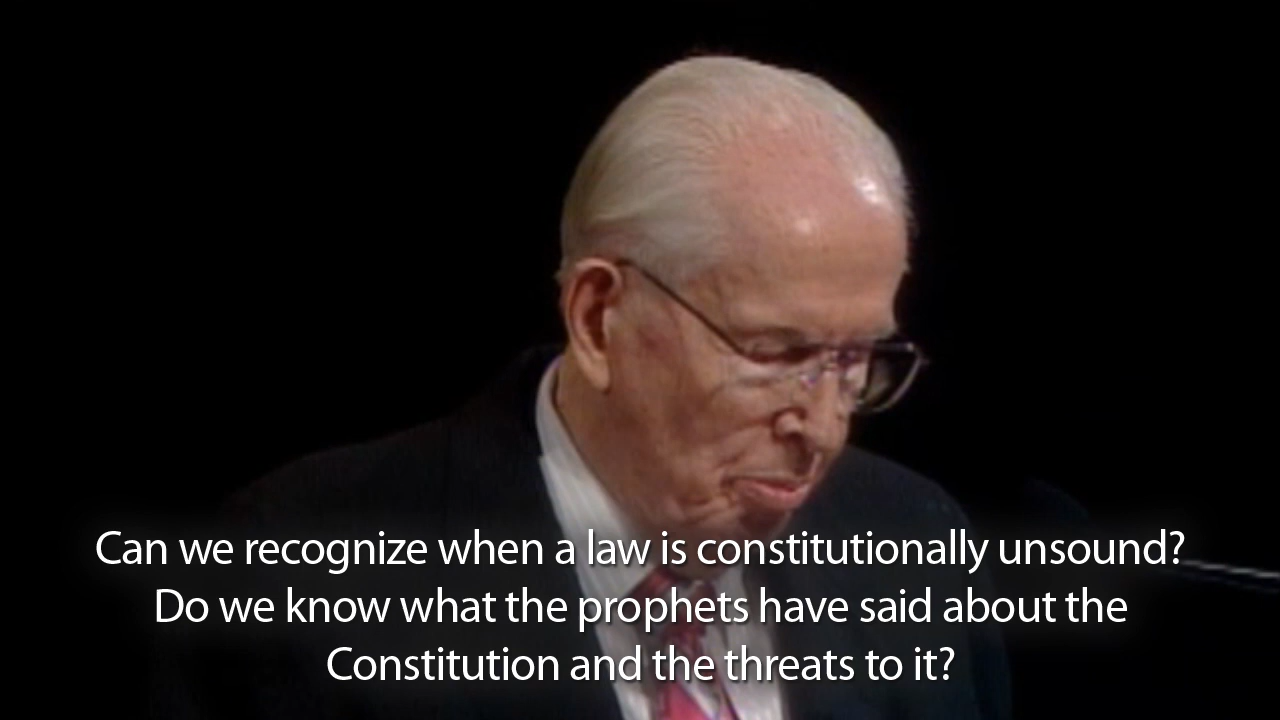 Can we recognize when a law is constitutionally unsound?
Do we know what the prophets have said about the
Constitution and the threats to it?